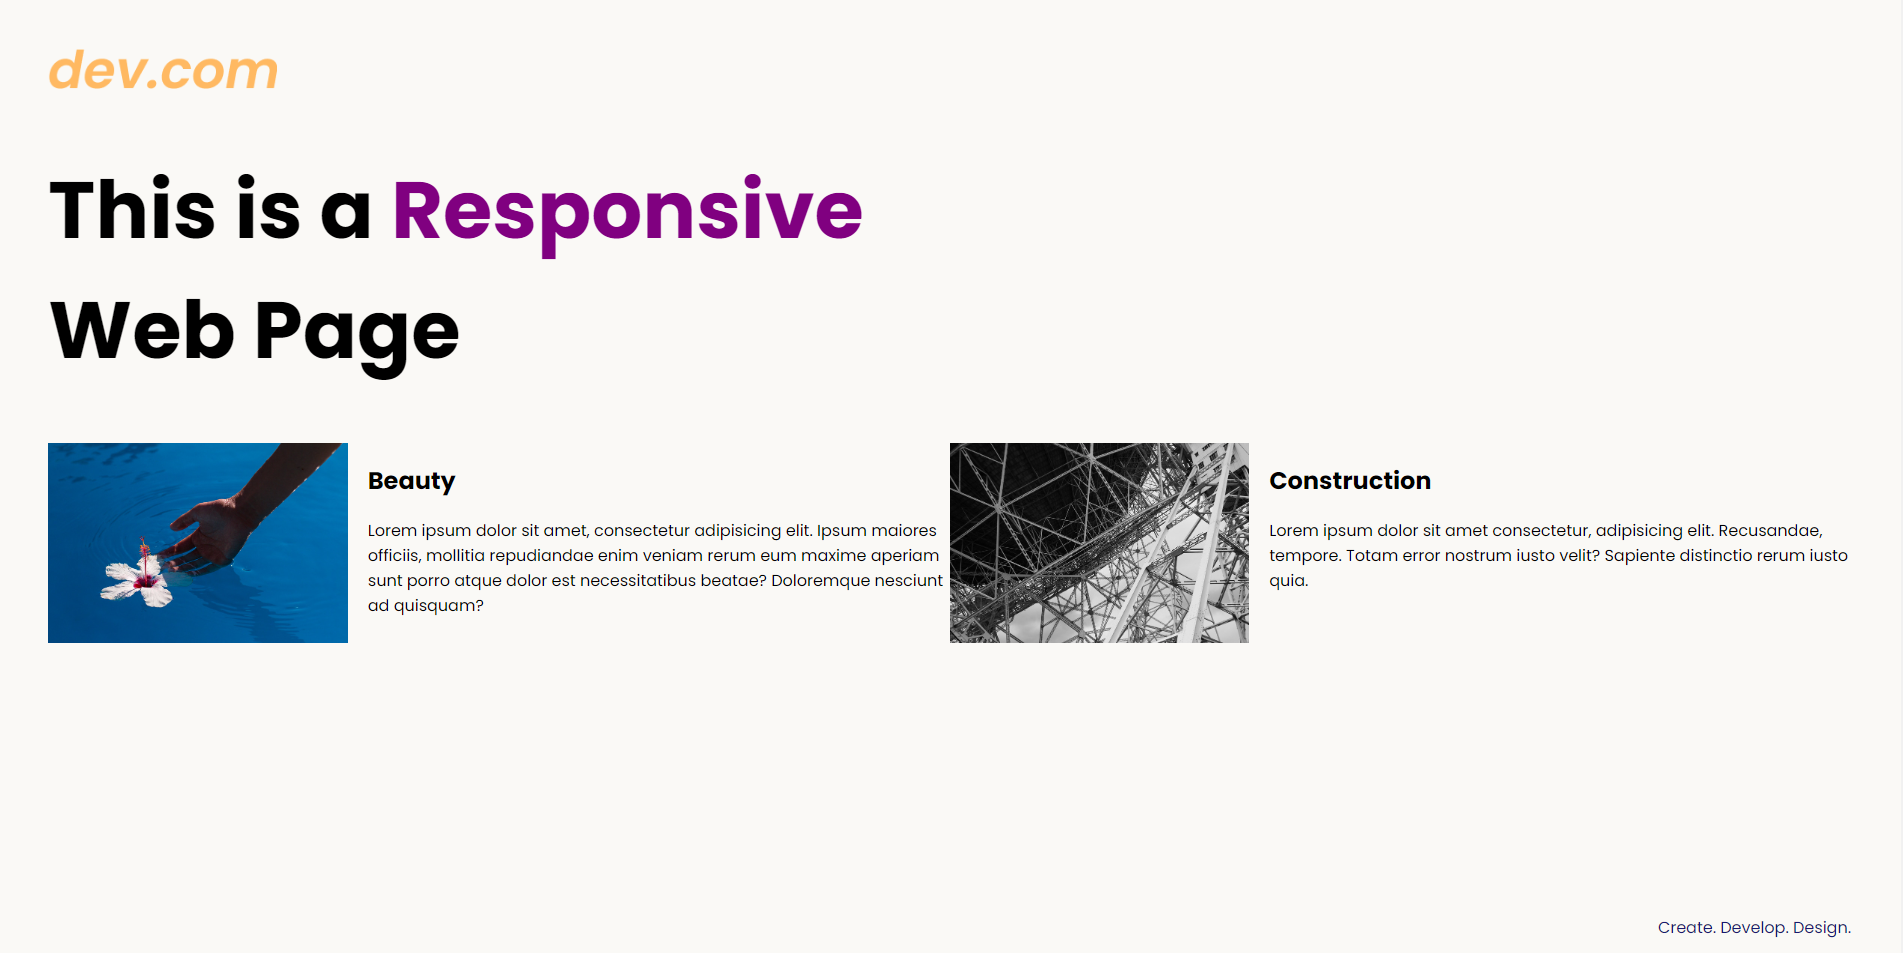 dev.com
This is a Responsive
Web Page
Beauty
Lorem ipsum dolor sit amet, consectetur adipisicing elit. Ipsum maiores
officiis, mollitia repudiandae enim veniam rerum eum maxime aperiam
sunt porro atque dolor est necessitatibus beatae? Doloremque nesciunt
ad quisquam?
Construction
Lorem ipsum dolor sit amet consectetur, adipisicing elit. Recusandae,
tempore. Totam error nostrum iusto velit? Sapiente distinctio rerum iusto
quia.
Create. Develop. Design.